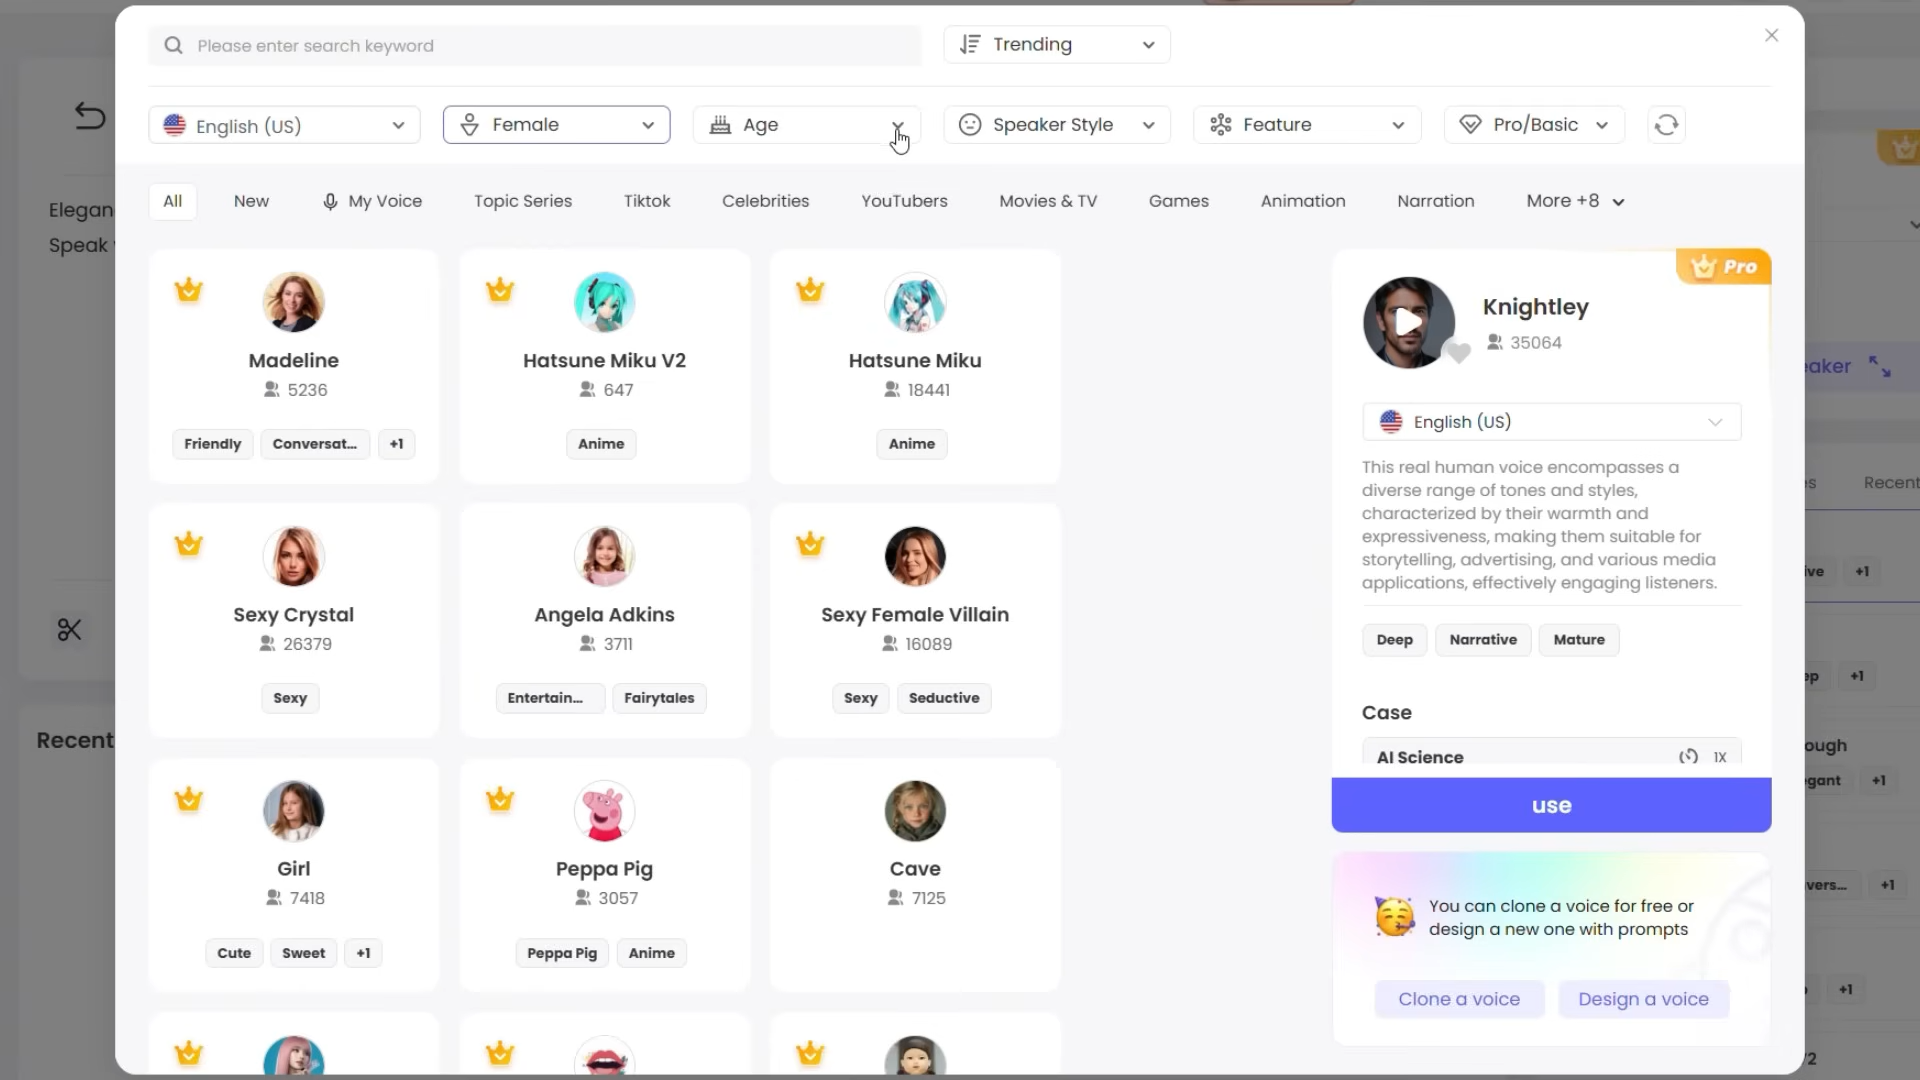 Please enter search keyword
Trending
English (US)
Female
Age
Speaker Style
Feature
Pro/Basic
All
New
My Voice
Topic Series
Tiktok
Celebrities
YouTubers
Movies & TV
Games
Animation
Narration
More +8
Madeline
5236
Friendly
Conversat...
+1
Hatsune Miku V2
647
Anime
Hatsune Miku
18441
Anime
Sexy Crystal
26379
Sexy
Angela Adkins
3711
Entertain...
Fairytales
Sexy Female Villain
16089
Sexy
Seductive
Girl
7418
Cute
Sweet
+1
Peppa Pig
3057
Peppa Pig
Anime
Cave
7125
Pro
Knightley
35064
English (US)
This real human voice encompasses a
diverse range of tones and styles,
characterized by their warmth and
expressiveness, making them suitable for
storytelling, advertising, and various media
applications, effectively engaging listeners.
Deep
Narrative
Mature
Case
AI Science
1X
use
You can clone a voice for free or
design a new one with prompts
Clone a voice
Design a voice
Elegan
Speak
Recent
eaker
Recent
+1
+1
ough
gant
+1
vers...
+1
+1